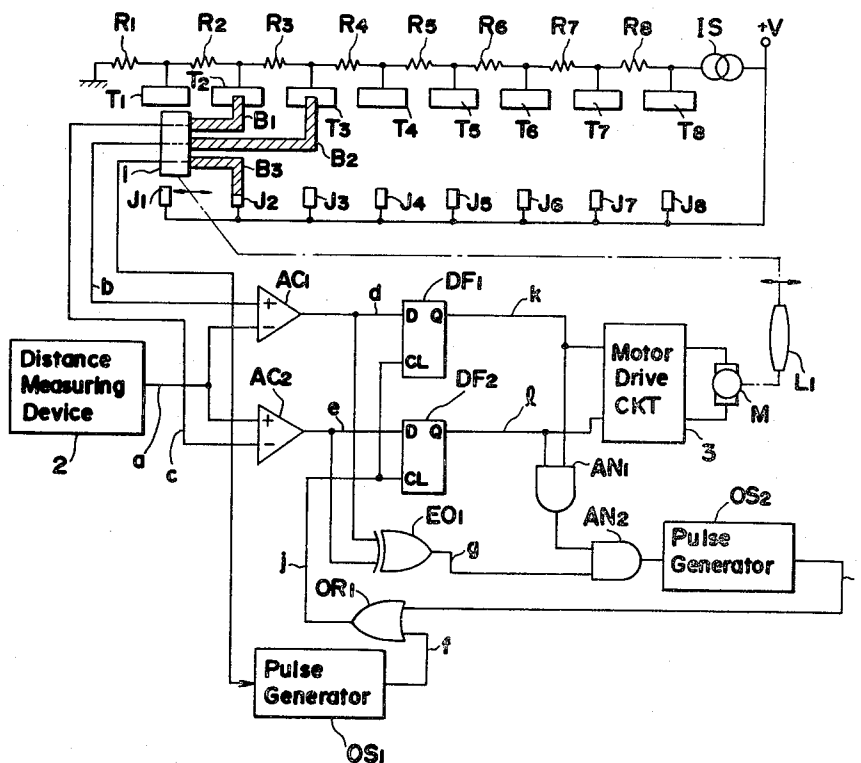 R1 R2 R3 R4 R5 R6 R7 R8 IS +V
T1 T2 T3 T4 T5 T6 T7 T8
B1
B2
B3
1
J1 J2 J3 J4 J5 J6 J7 J8
b
AC1
d
DF1
k
D Q
CL
Distance
Measuring
Device
2
a
c
AC2
e
DF2
l
D Q
CL
Motor
Drive
CKT
3
M
L1
AN1
EO1
g
AN2
OS2
Pulse
Generator
j
OR1
f
Pulse
Generator
OS1